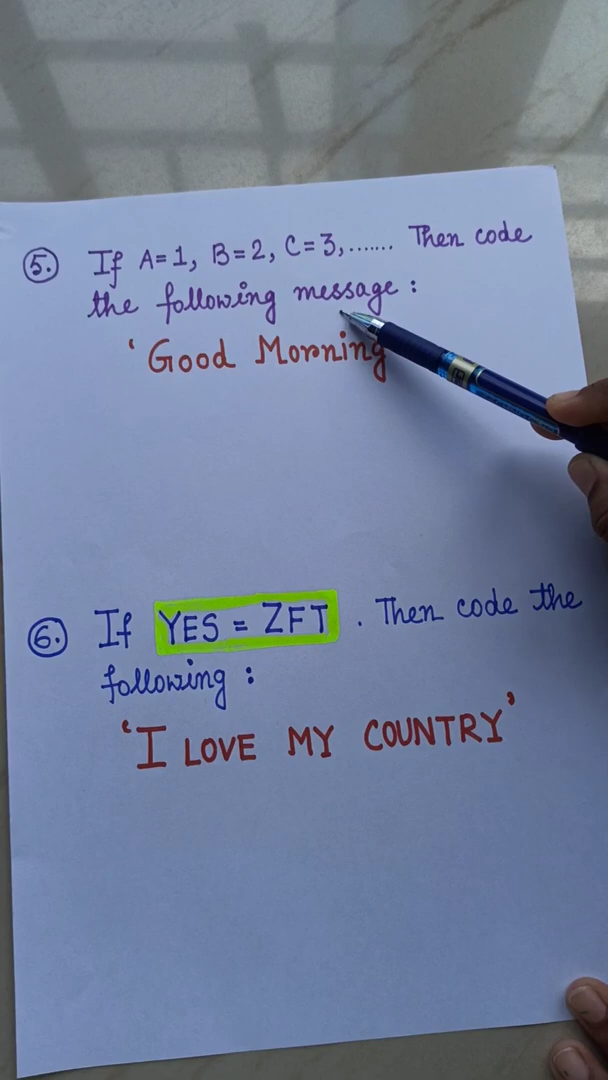 5. If A=1, B=2, C=3,....... Then code
the following message :
'Good Morning
6. If YES = ZFT . Then code the
following :
'I LOVE MY COUNTRY'